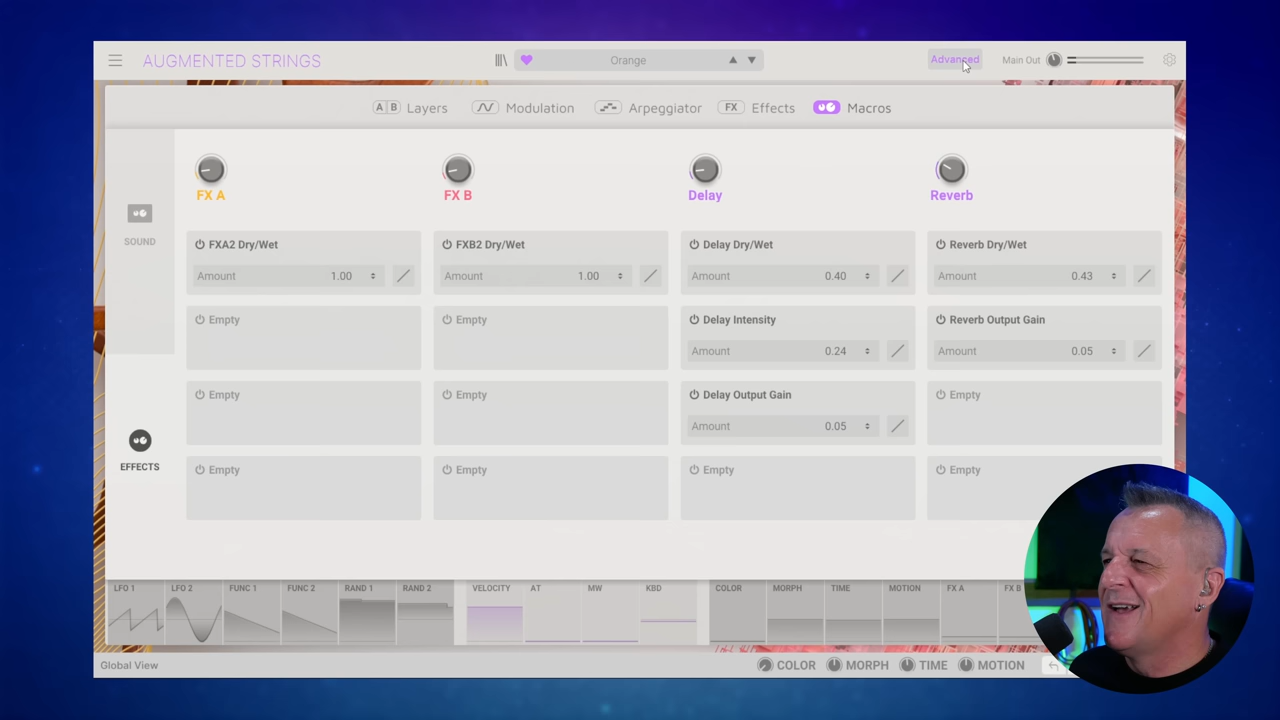 AUGMENTED STRINGS
Orange
Advanced
Main Out
A B Layers
Modulation
Arpeggiator
FX Effects
Macros
SOUND
EFFECTS
FX A
FX B
Delay
Reverb
FXA2 Dry/Wet
FXB2 Dry/Wet
Delay Dry/Wet
Reverb Dry/Wet
Amount 1.00
Amount 1.00
Amount 0.40
Amount 0.43
Empty
Empty
Delay Intensity
Reverb Output Gain
Amount 0.24
Amount 0.05
Empty
Empty
Delay Output Gain
Empty
Amount 0.05
Empty
Empty
Empty
Empty
LFO 1
LFO 2
FUNC 1
FUNC 2
RAND 1
RAND 2
VELOCITY
AT
MW
KBD
COLOR
MORPH
TIME
MOTION
FX A
FX B
Global View
COLOR
MORPH
TIME
MOTION